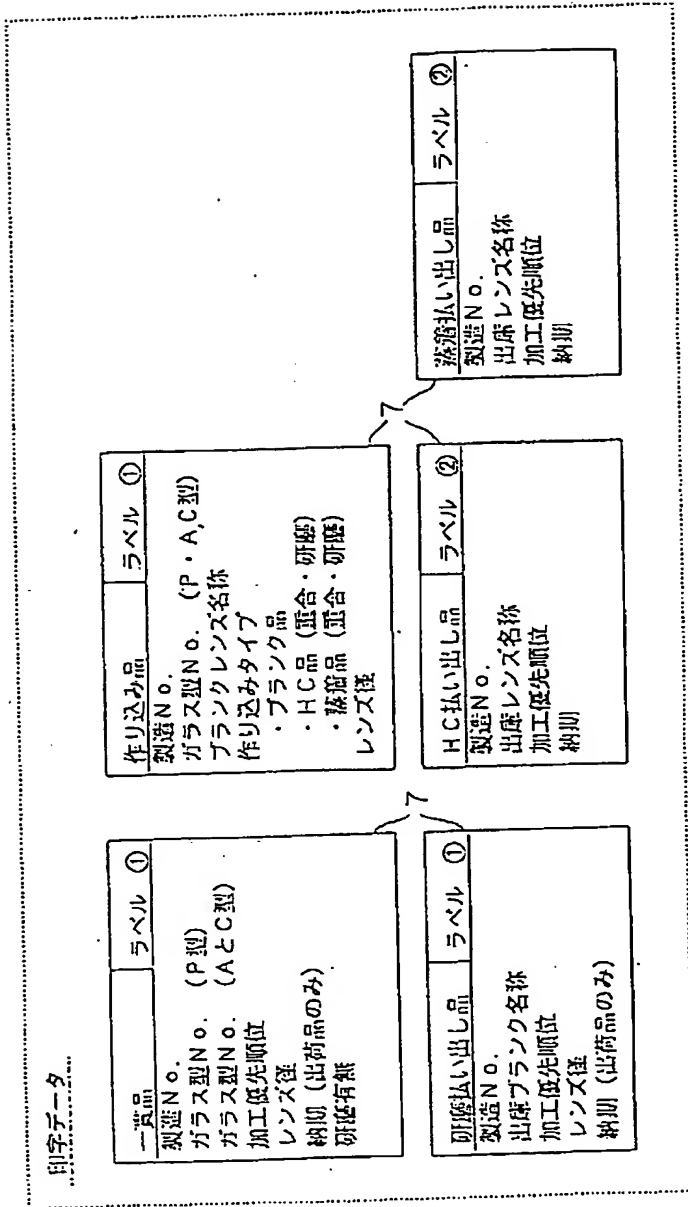 印字データ
一貫品 ラベル ①
製造No.
ガラス型No. (P型)
ガラス型No. (AとC型)
加工優先順位
レンズ径
納期 (出荷品のみ)
研磨有無
研磨払い出し品 ラベル ①
製造No.
出庫ブランク名称
加工優先順位
レンズ径
納期 (出荷品のみ)
7
作り込み品 ラベル ①
製造No.
ガラス型No. (P・A,C型)
ブランクレンズ名称
作り込みタイプ
・ブランク品
・HC品 (重合・研磨)
・蒸着品 (重合・研磨)
レンズ径
HC払い出し品 ラベル ②
製造No.
出庫レンズ名称
加工優先順位
納期
7
蒸着払い出し品 ラベル ②
製造No.
出庫レンズ名称
加工優先順位
納期